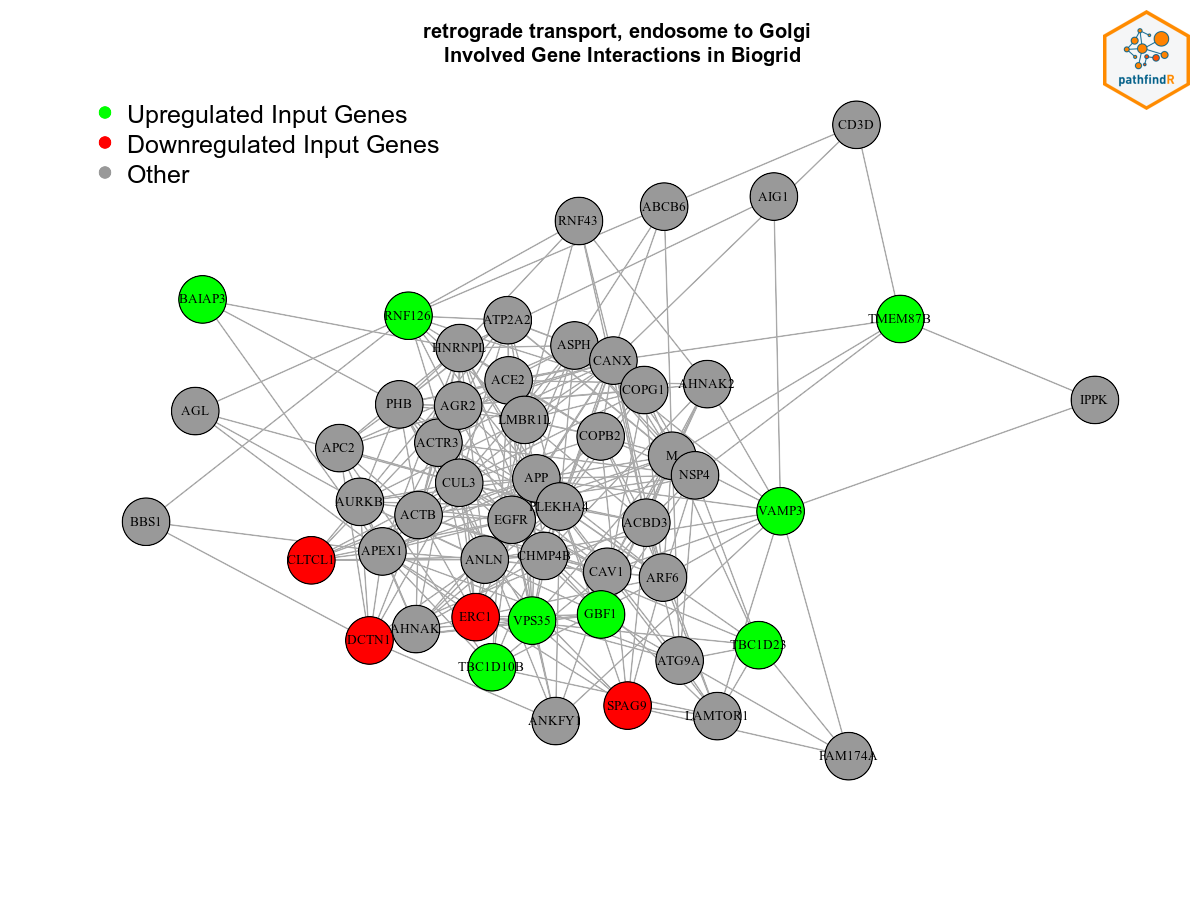 retrograde transport, endosome to Golgi
Involved Gene Interactions in Biogrid
pathfindR
Upregulated Input Genes
Downregulated Input Genes
Other
CD3D
AIG1
ABCB6
RNF43
BAIAP3
RNF126
ATP2A2
TMEM87B
HNRNPL
ASPH
CANX
ACE2
COPG1
AHNAK2
IPPK
PHB
AGR2
AGL
LMBR1L
COPB2
ACTR3
APC2
M
NSP4
APP
CUL3
AURKB
PLEKHA4
VAMP3
ACTB
EGFR
BBS1
ACBD3
APEX1
CHMP4B
CLTCL1
ANLN
CAV1
ARF6
GBF1
ERC1
VPS35
AHNAK
DCTN1
TBC1D23
ATG9A
TBC1D10B
SPAG9
LAMTOR1
ANKFY1
FAM174A